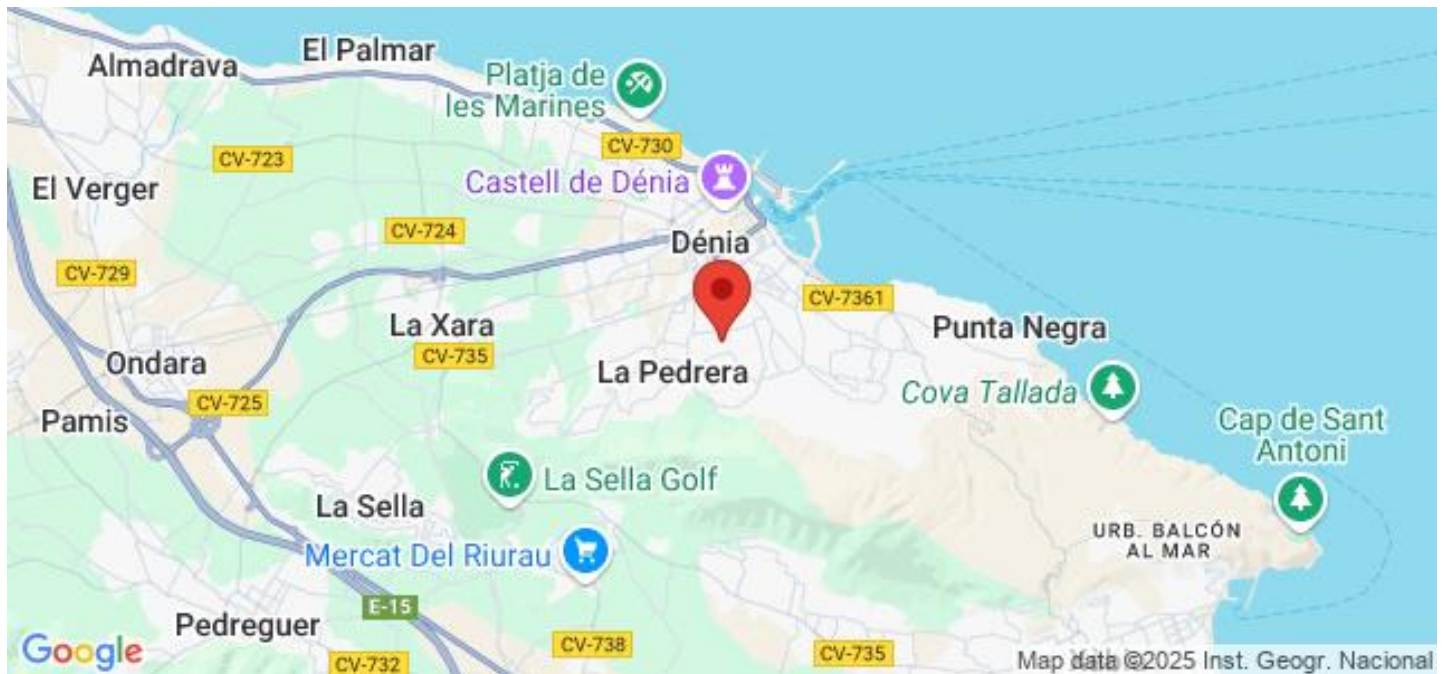 El Palmar
Almadrava
Platja de
les Marines
CV-730
CV-723
Castell de Dénia
El Verger
CV-724
Dénia
CV-729
CV-7361
La Xara
Punta Negra
CV-735
Ondara
La Pedrera
Cova Tallada
CV-725
Pamis
Cap de Sant
Antoni
La Sella Golf
La Sella
URB. BALCÓN
AL MAR
Mercat Del Riurau
E-15
Pedreguer
CV-738
CV-735
CV-732
Google
Map data ©2025 Inst. Geogr. Nacional